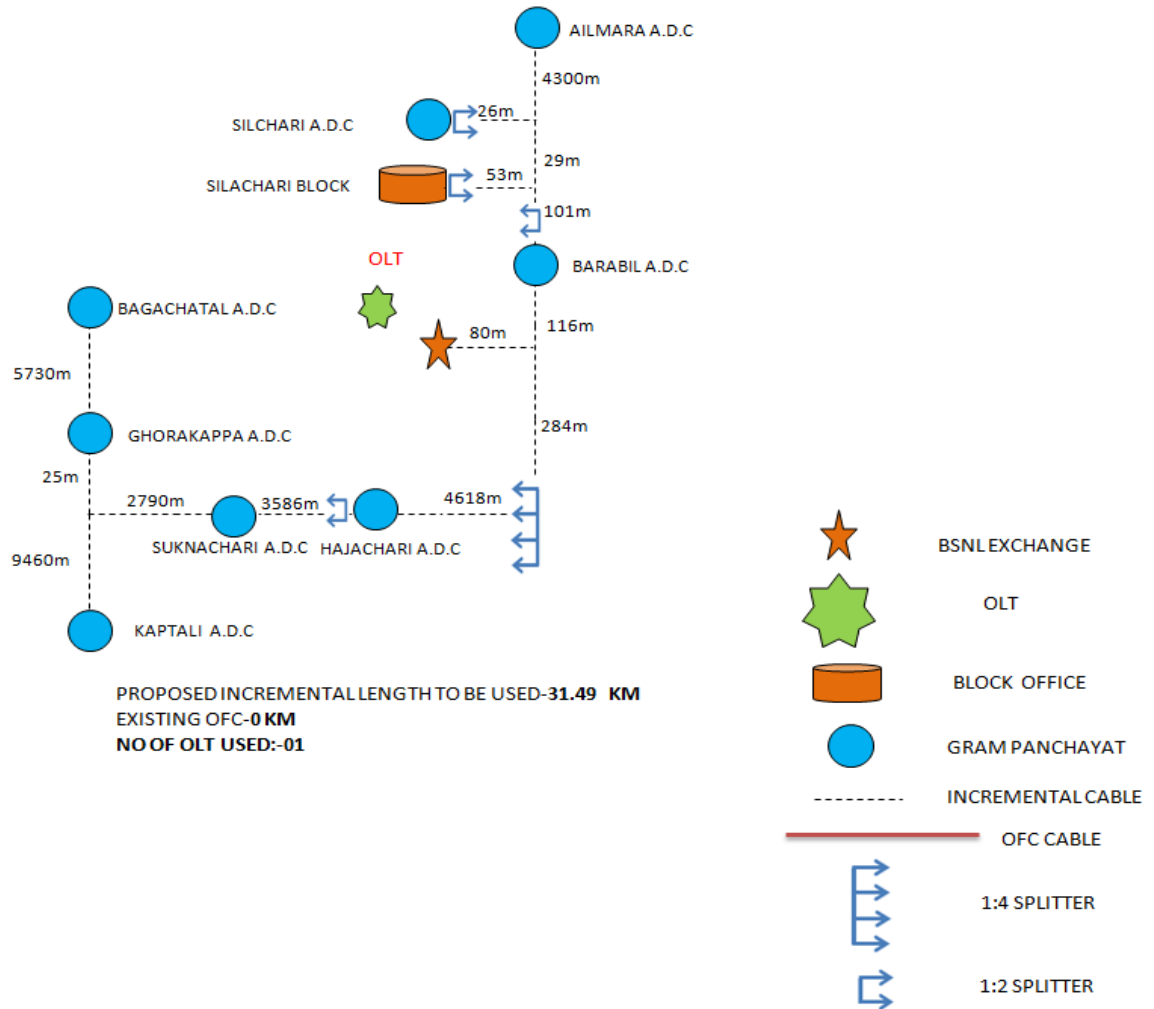 AILMARA A.D.C
4300m
26m
SILCHARI A.D.C
29m
53m
SILACHARI BLOCK
101m
OLT
BARABIL A.D.C
BAGACHATAL A.D.C
80m
116m
5730m
284m
GHORAKAPPA A.D.C
25m
2790m
3586m
4618m
SUKNACHARI A.D.C
HAJACHARI A.D.C
9460m
KAPTALI A.D.C
PROPOSED INCREMENTAL LENGTH TO BE USED-31.49 KM
EXISTING OFC-0 KM
NO OF OLT USED:-01
BSNL EXCHANGE
OLT
BLOCK OFFICE
GRAM PANCHAYAT
INCREMENTAL CABLE
OFC CABLE
1:4 SPLITTER
1:2 SPLITTER